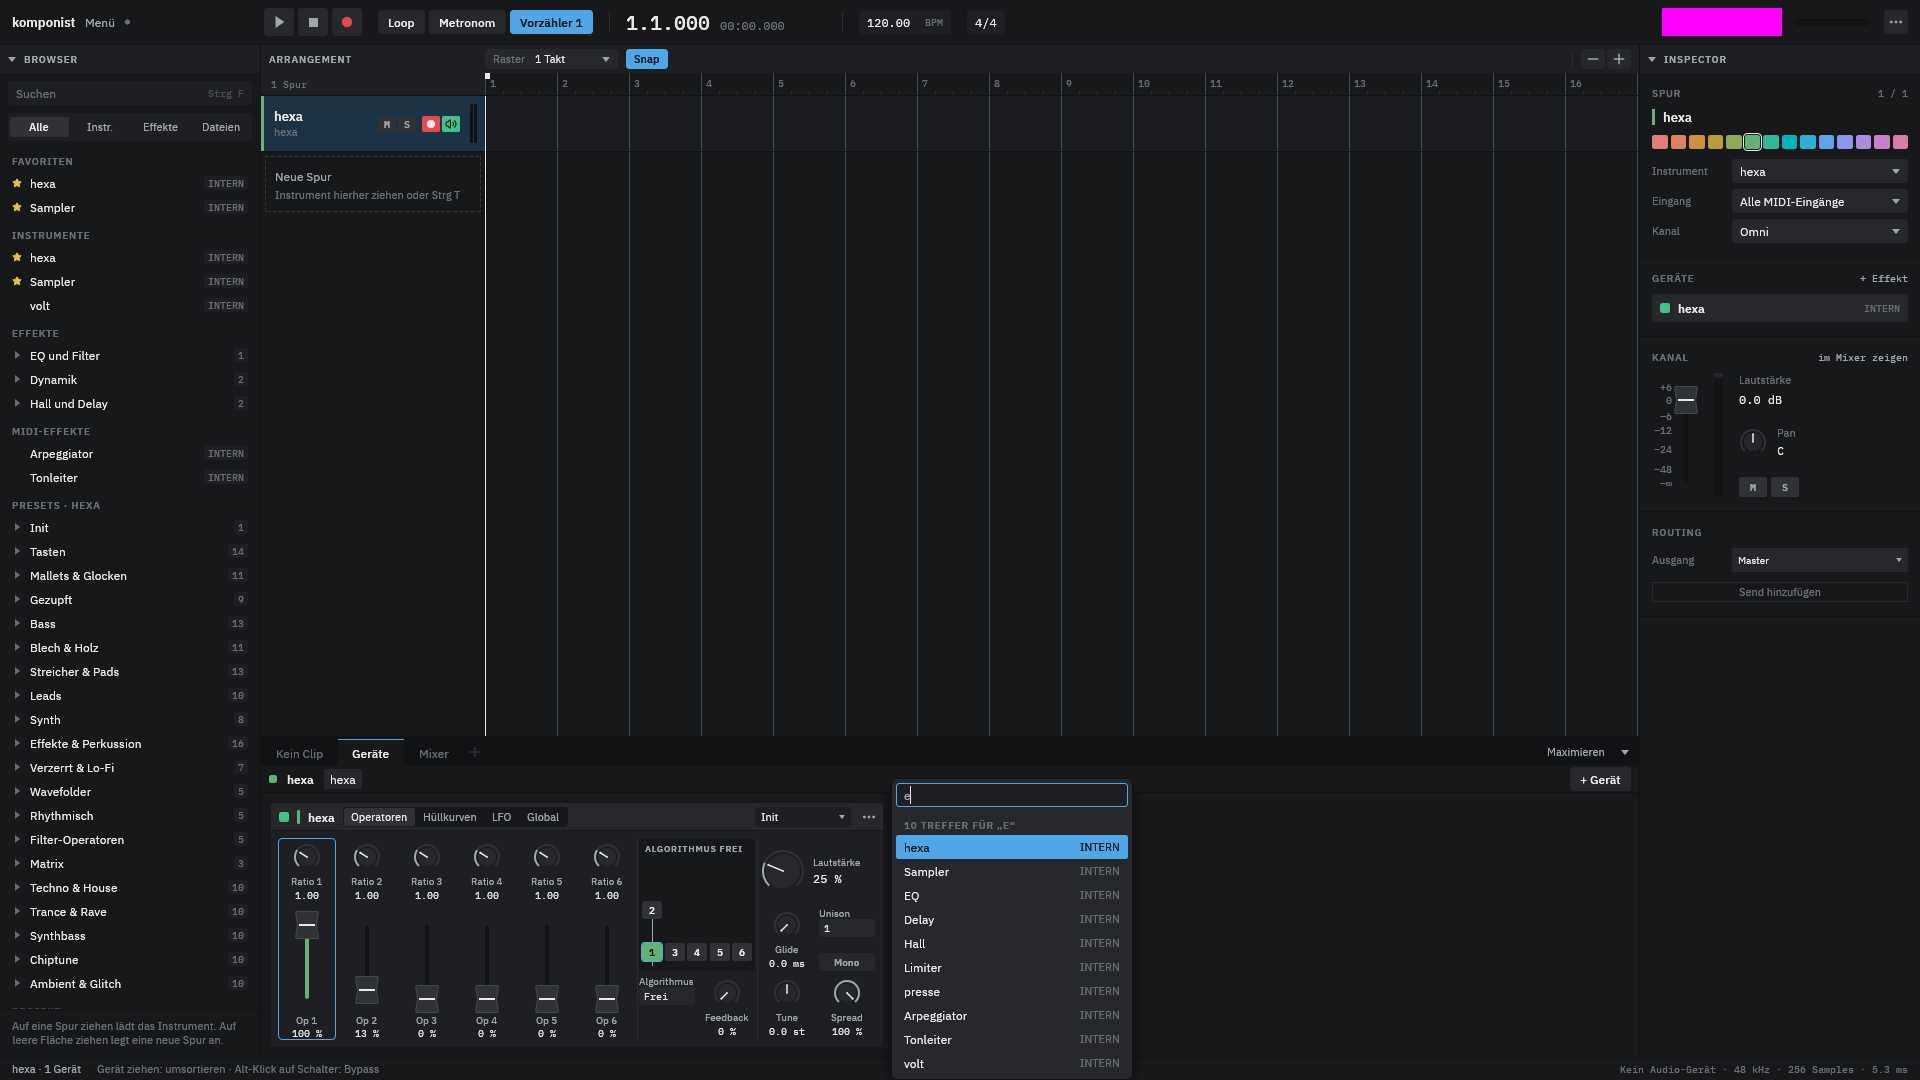 komponist Menü Loop Metronom Vorzähler 1 1.1.000 00:00.000 120.00 BPM 4/4
BROWSER
Suchen Strg F
Alle Instr. Effekte Dateien
FAVORITEN
hexa INTERN
Sampler INTERN
INSTRUMENTE
hexa INTERN
Sampler INTERN
volt INTERN
EFFEKTE
EQ und Filter 1
Dynamik 2
Hall und Delay 2
MIDI-EFFEKTE
Arpeggiator INTERN
Tonleiter INTERN
PRESETS · HEXA
Init 1
Tasten 14
Mallets & Glocken 11
Gezupft 9
Bass 13
Blech & Holz 11
Streicher & Pads 13
Leads 10
Synth 8
Effekte & Perkussion 16
Verzerrt & Lo-Fi 7
Wavefolder 5
Rhythmisch 5
Filter-Operatoren 5
Matrix 3
Techno & House 10
Trance & Rave 10
Synthbass 10
Chiptune 10
Ambient & Glitch 10
Auf eine Spur ziehen lädt das Instrument. Auf
leere Fläche ziehen legt eine neue Spur an.
ARRANGEMENT Raster 1 Takt Snap
1 Spur 1 2 3 4 5 6 7 8 9 10 11 12 13 14 15 16
hexa M S
hexa
Neue Spur
Instrument hierher ziehen oder Strg T
Kein Clip Geräte Mixer + Maximieren
hexa hexa + Gerät
hexa Operatoren Hüllkurven LFO Global Init
Ratio 1 Ratio 2 Ratio 3 Ratio 4 Ratio 5 Ratio 6
1.00 1.00 1.00 1.00 1.00 1.00
Op 1 Op 2 Op 3 Op 4 Op 5 Op 6
100 % 13 % 0 % 0 % 0 % 0 %
ALGORITHMUS FREI
2
1 3 4 5 6
Algorithmus
Frei
Feedback
0 %
Lautstärke
25 %
Unison
1
Glide
0.0 ms
Mono
Tune
0.0 st
Spread
100 %
e
10 TREFFER FÜR „E“
hexa INTERN
Sampler INTERN
EQ INTERN
Delay INTERN
Hall INTERN
Limiter INTERN
presse INTERN
Arpeggiator INTERN
Tonleiter INTERN
volt INTERN
INSPECTOR
SPUR 1 / 1
hexa
Instrument hexa
Eingang Alle MIDI-Eingänge
Kanal Omni
GERÄTE + Effekt
hexa INTERN
KANAL im Mixer zeigen
+6
0
−6
−12
−24
−48
−∞
Lautstärke
0.0 dB
Pan
C
M S
ROUTING
Ausgang Master
Send hinzufügen
hexa · 1 Gerät Gerät ziehen: umsortieren · Alt-Klick auf Schalter: Bypass
Kein Audio-Gerät · 48 kHz · 256 Samples · 5.3 ms